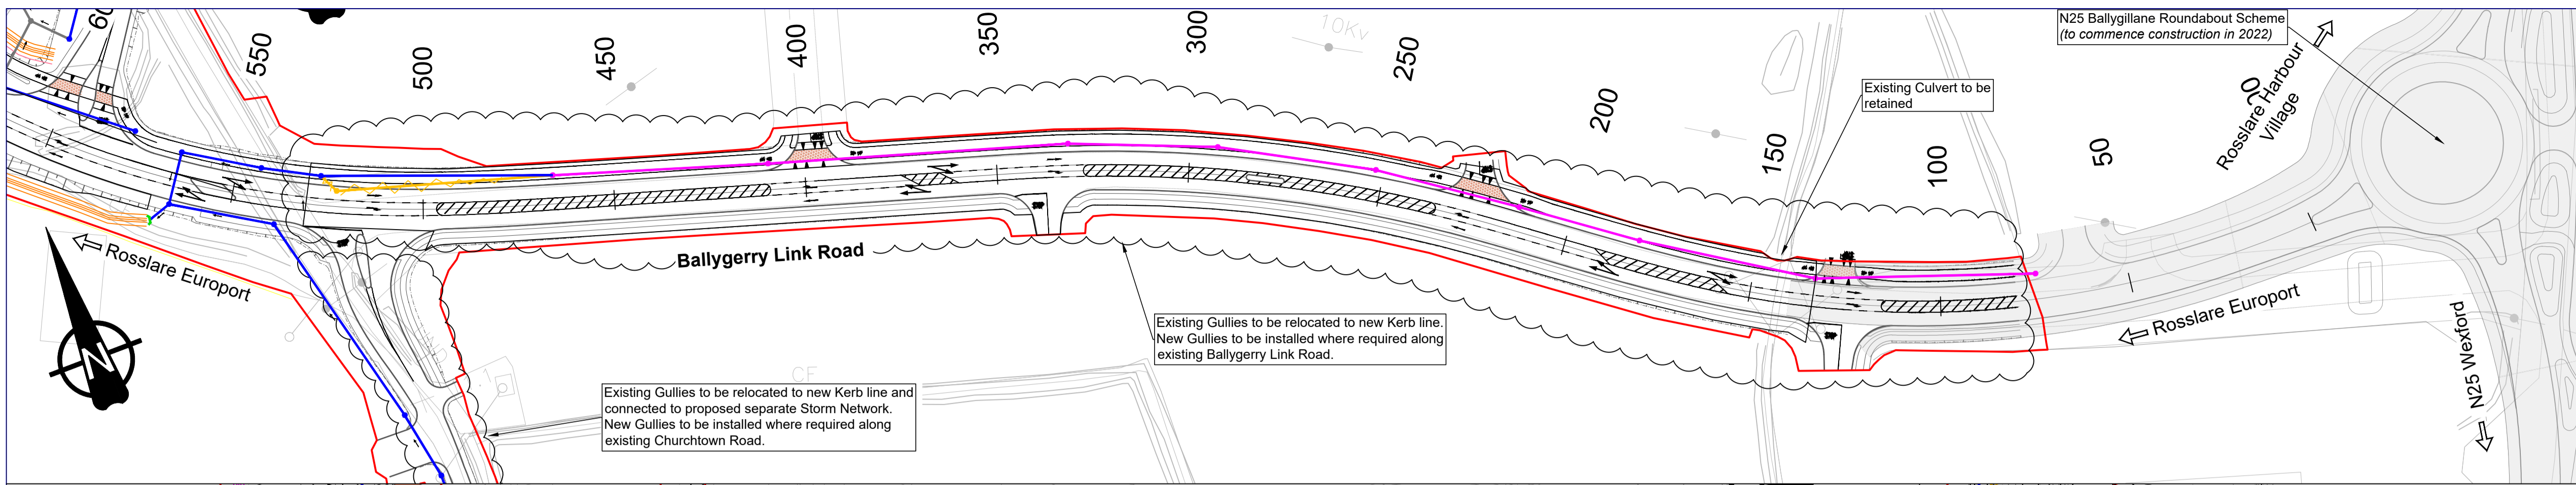 60
550
500
450
400
350
300
10Kv
250
200
150
100
50
N25 Ballygillane Roundabout Scheme
(to commence construction in 2022)
Rosslare Harbour
Village
Existing Culvert to be
retained
Rosslare Europort
Ballygerry Link Road
Rosslare Europort
N25 Wexford
N
Existing Gullies to be relocated to new Kerb line.
New Gullies to be installed where required along
existing Ballygerry Link Road.
CF
Existing Gullies to be relocated to new Kerb line and
connected to proposed separate Storm Network.
New Gullies to be installed where required along
existing Churchtown Road.